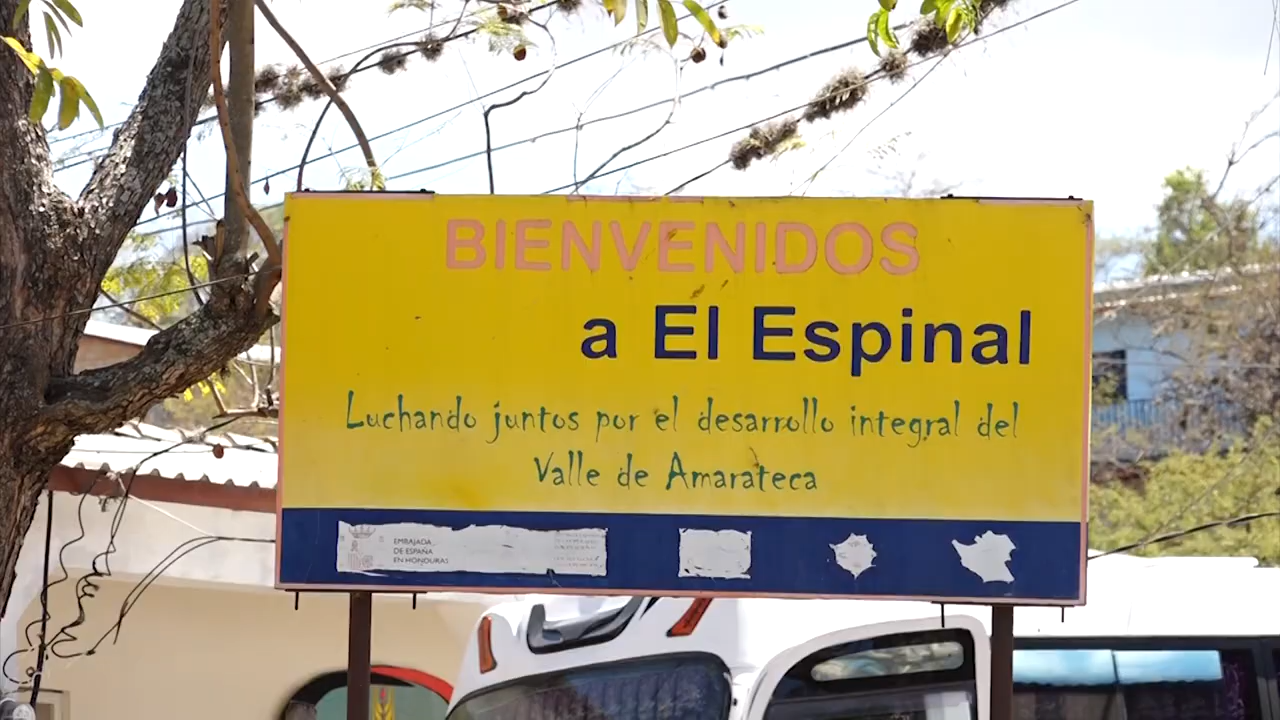 BIENVENIDOS
a El Espinal
Luchando juntos por el desarrollo integral del
Valle de Amarateca
EMBAJADA
DE ESPAÑA
EN HONDURAS